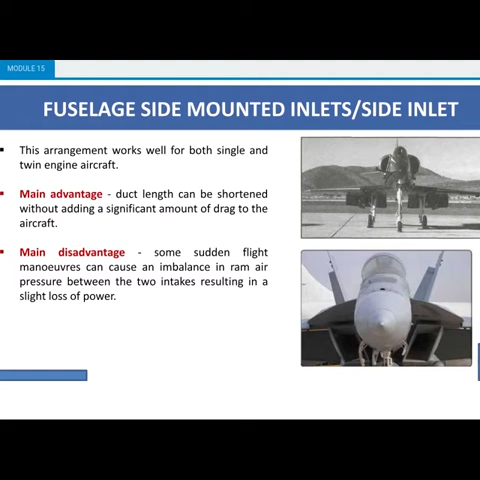 MODULE 15
FUSELAGE SIDE MOUNTED INLETS/SIDE INLET
This arrangement works well for both single and
twin engine aircraft.
Main advantage - duct length can be shortened
without adding a significant amount of drag to the
aircraft.
Main disadvantage - some sudden flight
manoeuvres can cause an imbalance in ram air
pressure between the two intakes resulting in a
slight loss of power.